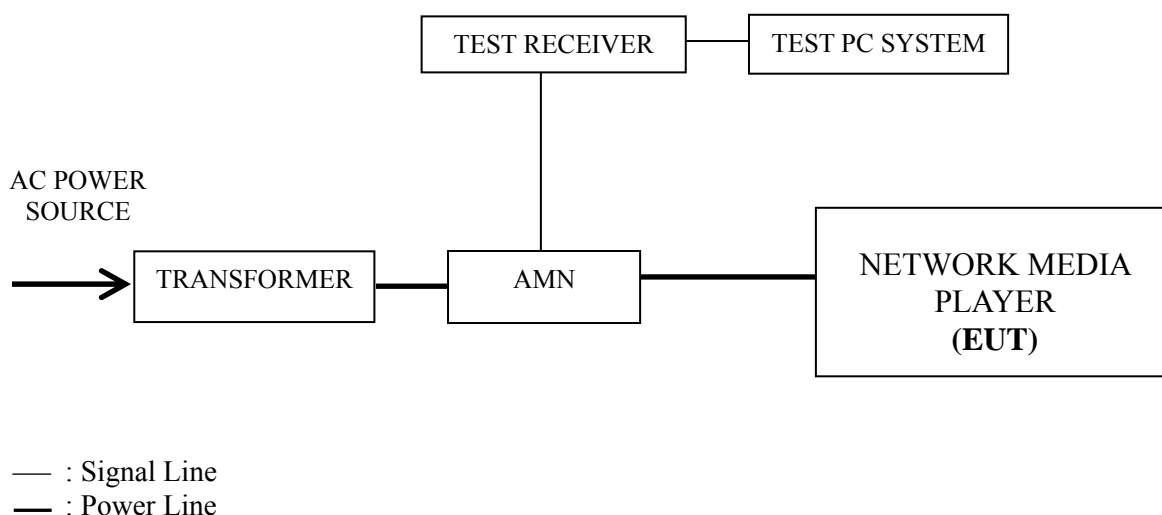 TEST RECEIVER
TEST PC SYSTEM
AC POWER
SOURCE
TRANSFORMER
AMN
NETWORK MEDIA
PLAYER
(EUT)
: Signal Line
: Power Line